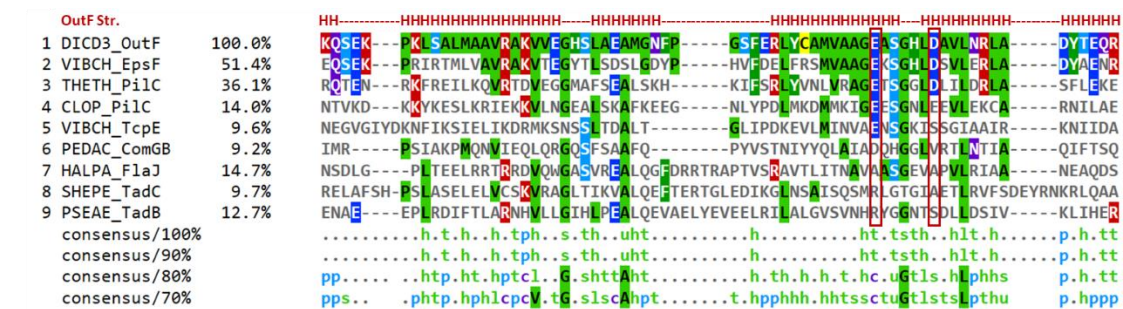 OutF Str. HH------------HHHHHHHHHHHHHHHHH-----HHHHHHHH------------------HHHHHHHHHHHHHH----HHHHHHHHHH-------HHHHHH
1 DICD3_OutF 100.0% KQSEK----PKLSALMAAVRAKVVEGHSLAEAMGNFP------GSFERLYCAMVAAGEASGHLDAVLNRLA------DYTEQR
2 VIBCH_EpsF 51.4% EQSEK----PRIRTMLVAVRAKVTEGYTLSDSLGDYP------HVFDELFRSMVAAGEKSGHLDSVLERLA------DYAENR
3 THETH_PilC 36.1% RQTEN----RKFREILKQVRTDVEGGMAFSEALSKH-------KIFSRLYVNLVRAGETSGGLDLILDRLA------SFLEKE
4 CLOP_PilC 14.0% NTVKD----KKYKESLKRIEKKVLNGEALSKAFKEEG------NLYPDLMKDMMKIGEESGNLEEVLEKCA------RNILAE
5 VIBCH_TcpE 9.6% NEGVGIYDKNFIKSIELIKDRMKSNSSLTDALT----------GLIPDKEVLMINVAENSGKISSGIAAIR------KNIIDA
6 PEDAC_ComGB 9.2% IMR------PSIAKPMQNVIEQLQRGQSFSAAFQ---------PYVSTNIYYQLAIADQHGGLVRTLNTIA------QIFTSQ
7 HALPA_FlaJ 14.7% NSDLG-----PLTEELRRTRRDVQWGASVREALQGFDRRTRAPTVSRAVTLITNAVAASGEVAPVLRIAA------NEAQDS
8 SHEPE_TadC 9.7% RELAFSH-PSLASELELVCSKVRAGLTIKVALQEFTERTGLEDIKGLNSAISQSMRLGTGIAETLRVFSDEYRNKRLQAA
9 PSEAE_TadB 12.7% ENAE-----EPLRDIFTLARNHVLLGIHLPEALQEVAELYEVEELRILALGVSVNHRYGGNTSDLLDSIV------KLIHER
consensus/100% .............h.t.h..h.tph..s.th..uht...............h..........ht.tsth..hlt.h......p.h.tt
consensus/90% .............h.t.h..h.tph..s.th..uht...............h..........ht.tsth..hlt.h......p.h.tt
consensus/80% pp..........htp.ht.hptcl..G.shttAht...............h.th.h.h.t.hc.uGtls.hLphhs......p.h.tt
consensus/70% pps.. .phtp.hphlcpcV.tG.slscAhpt..........t.hpphhh.hhtssctuGtlstsLpthu......p.hppp